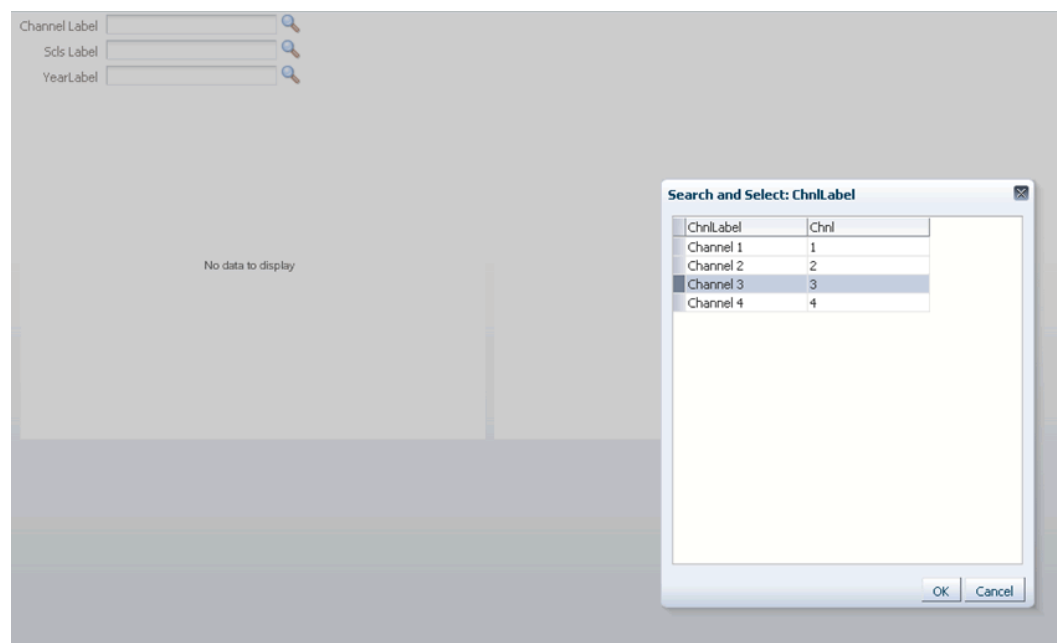 Channel Label
Scls Label
YearLabel
No data to display
Search and Select: ChnlLabel
ChnlLabel Chnl
Channel 1 1
Channel 2 2
Channel 3 3
Channel 4 4
OK Cancel